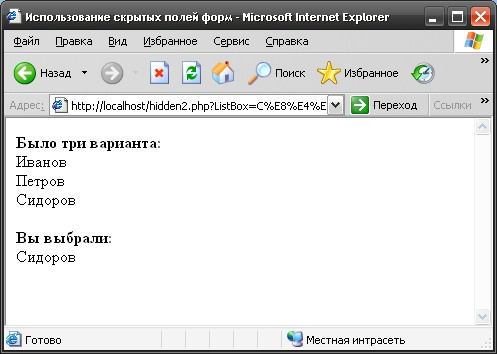 Использование скрытых полей форм - Microsoft Internet Explorer
Файл Правка Вид Избранное Сервис Справка
Назад Поиск Избранное
Адрес: http://localhost/hidden2.php?ListBox=C%E8%E4%E Переход Ссылки
Было три варианта:
Иванов
Петров
Сидоров
Вы выбрали:
Сидоров
Готово Местная интрасеть